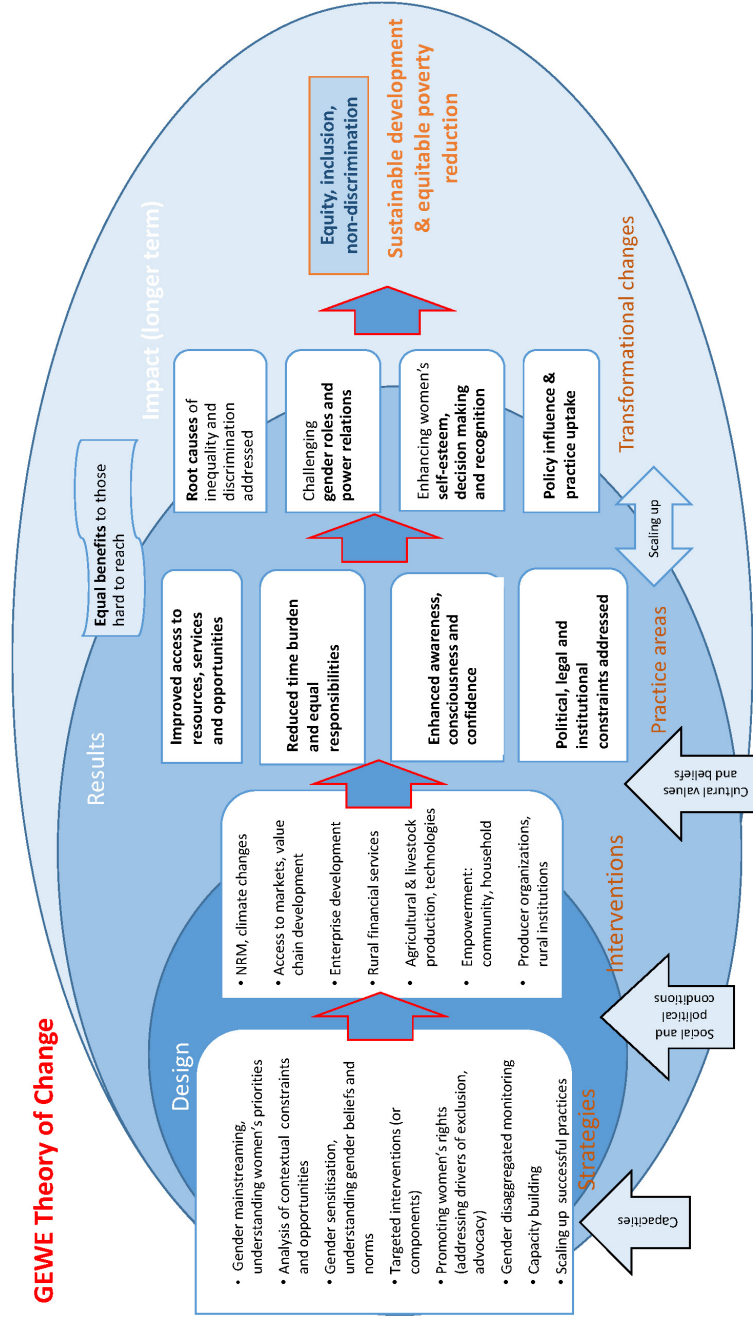 GEWE Theory of Change
Design
Results
Impact (longer term)
• Gender mainstreaming,
understanding women's priorities
• Analysis of contextual constraints
and opportunities
• Gender sensitisation,
understanding gender beliefs and
norms
• Targeted interventions (or
components)
• Promoting women's rights
(addressing drivers of exclusion,
advocacy)
• Gender disaggregated monitoring
• Capacity building
• Scaling up successful practices
Strategies
• NRM, climate changes
• Access to markets, value
chain development
• Enterprise development
• Rural financial services
• Agricultural & livestock
production, technologies
• Empowerment:
community, household
• Producer organizations,
rural institutions
Interventions
Equal benefits to those
hard to reach
Improved access to
resources, services
and opportunities
Reduced time burden
and equal
responsibilities
Enhanced awareness,
consciousness and
confidence
Political, legal and
institutional
constraints addressed
Practice areas
Root causes of
inequality and
discrimination
addressed
Challenging
gender roles and
power relations
Enhancing women's
self-esteem,
decision making
and recognition
Policy influence &
practice uptake
Scaling up
Transformational changes
Equity, inclusion,
non-discrimination
Sustainable development
& equitable poverty
reduction
Capacities
Social and
political
conditions
Cultural values
and beliefs